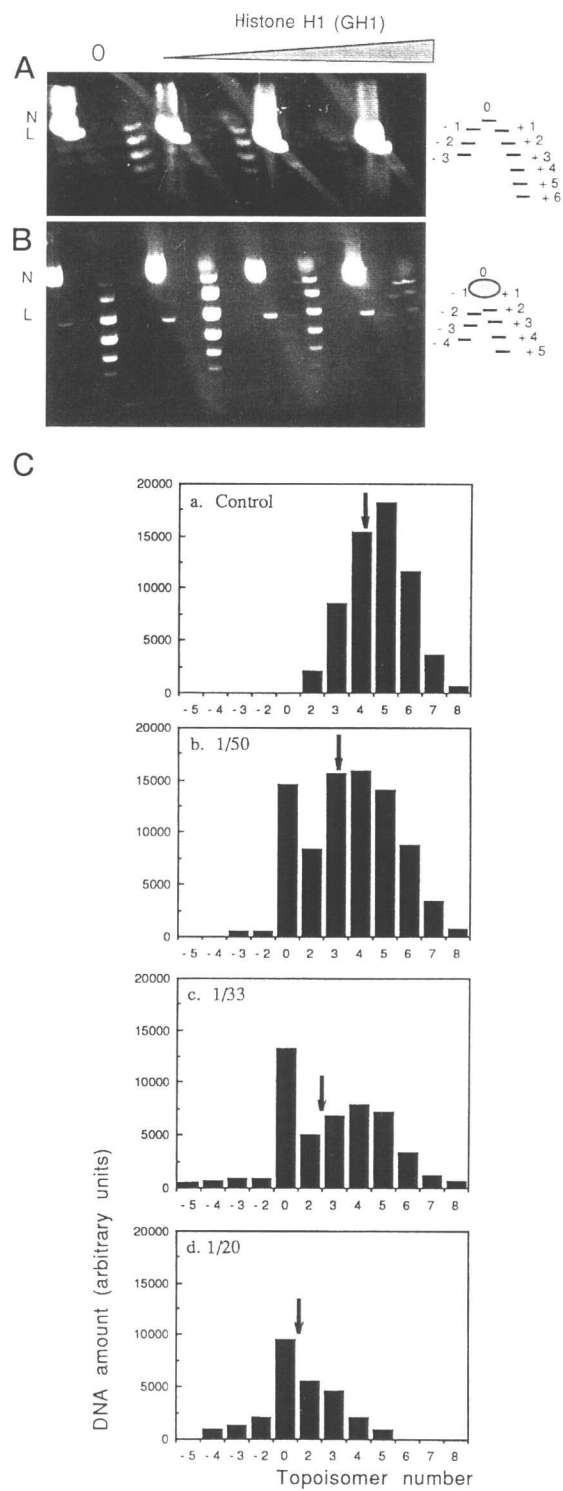 Histone H1 (GH1)
O
A
N
L
0
- 1 + 1
- 2 + 2
- 3 + 3
+ 4
+ 5
+ 6
B
N
L
0
- 1 + 1
- 2 + 2
- 3 + 3
- 4 + 4
+ 5
C
DNA amount (arbitrary units)
a. Control
20000
15000
10000
5000
0
- 5 - 4 - 3 - 2 0 2 3 4 5 6 7 8
b. 1/50
20000
15000
10000
5000
0
- 5 - 4 - 3 - 2 0 2 3 4 5 6 7 8
c. 1/33
20000
15000
10000
5000
0
- 5 - 4 - 3 - 2 0 2 3 4 5 6 7 8
d. 1/20
20000
15000
10000
5000
0
- 5 - 4 - 3 - 2 0 2 3 4 5 6 7 8
Topoisomer number